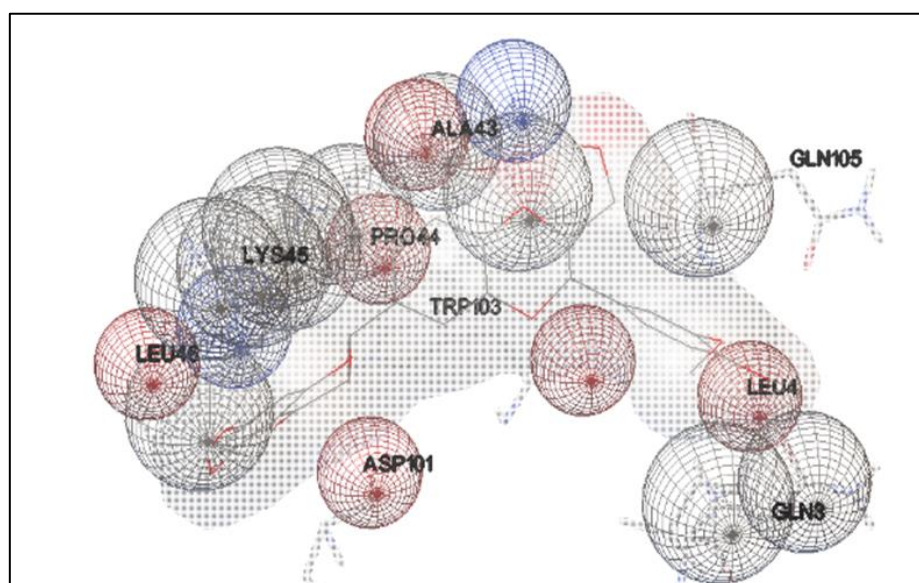 ALA43
GLN105
PRO44
LYS45
TRP103
LEU46
LEU4
ASP101
GLN3